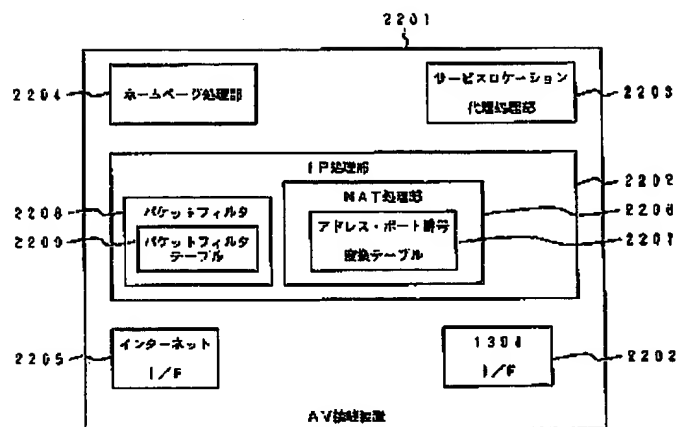 2201
2204
ホームページ処理部
サービスロケーション
代理処理部
2203
IP処理部
2202
NAT処理部
2208
パケットフィルタ
2206
2209
パケットフィルタ
テーブル
アドレス・ポート番号
変換テーブル
2207
2205
インターネット
I/F
1394
I/F
2202
AV接続装置